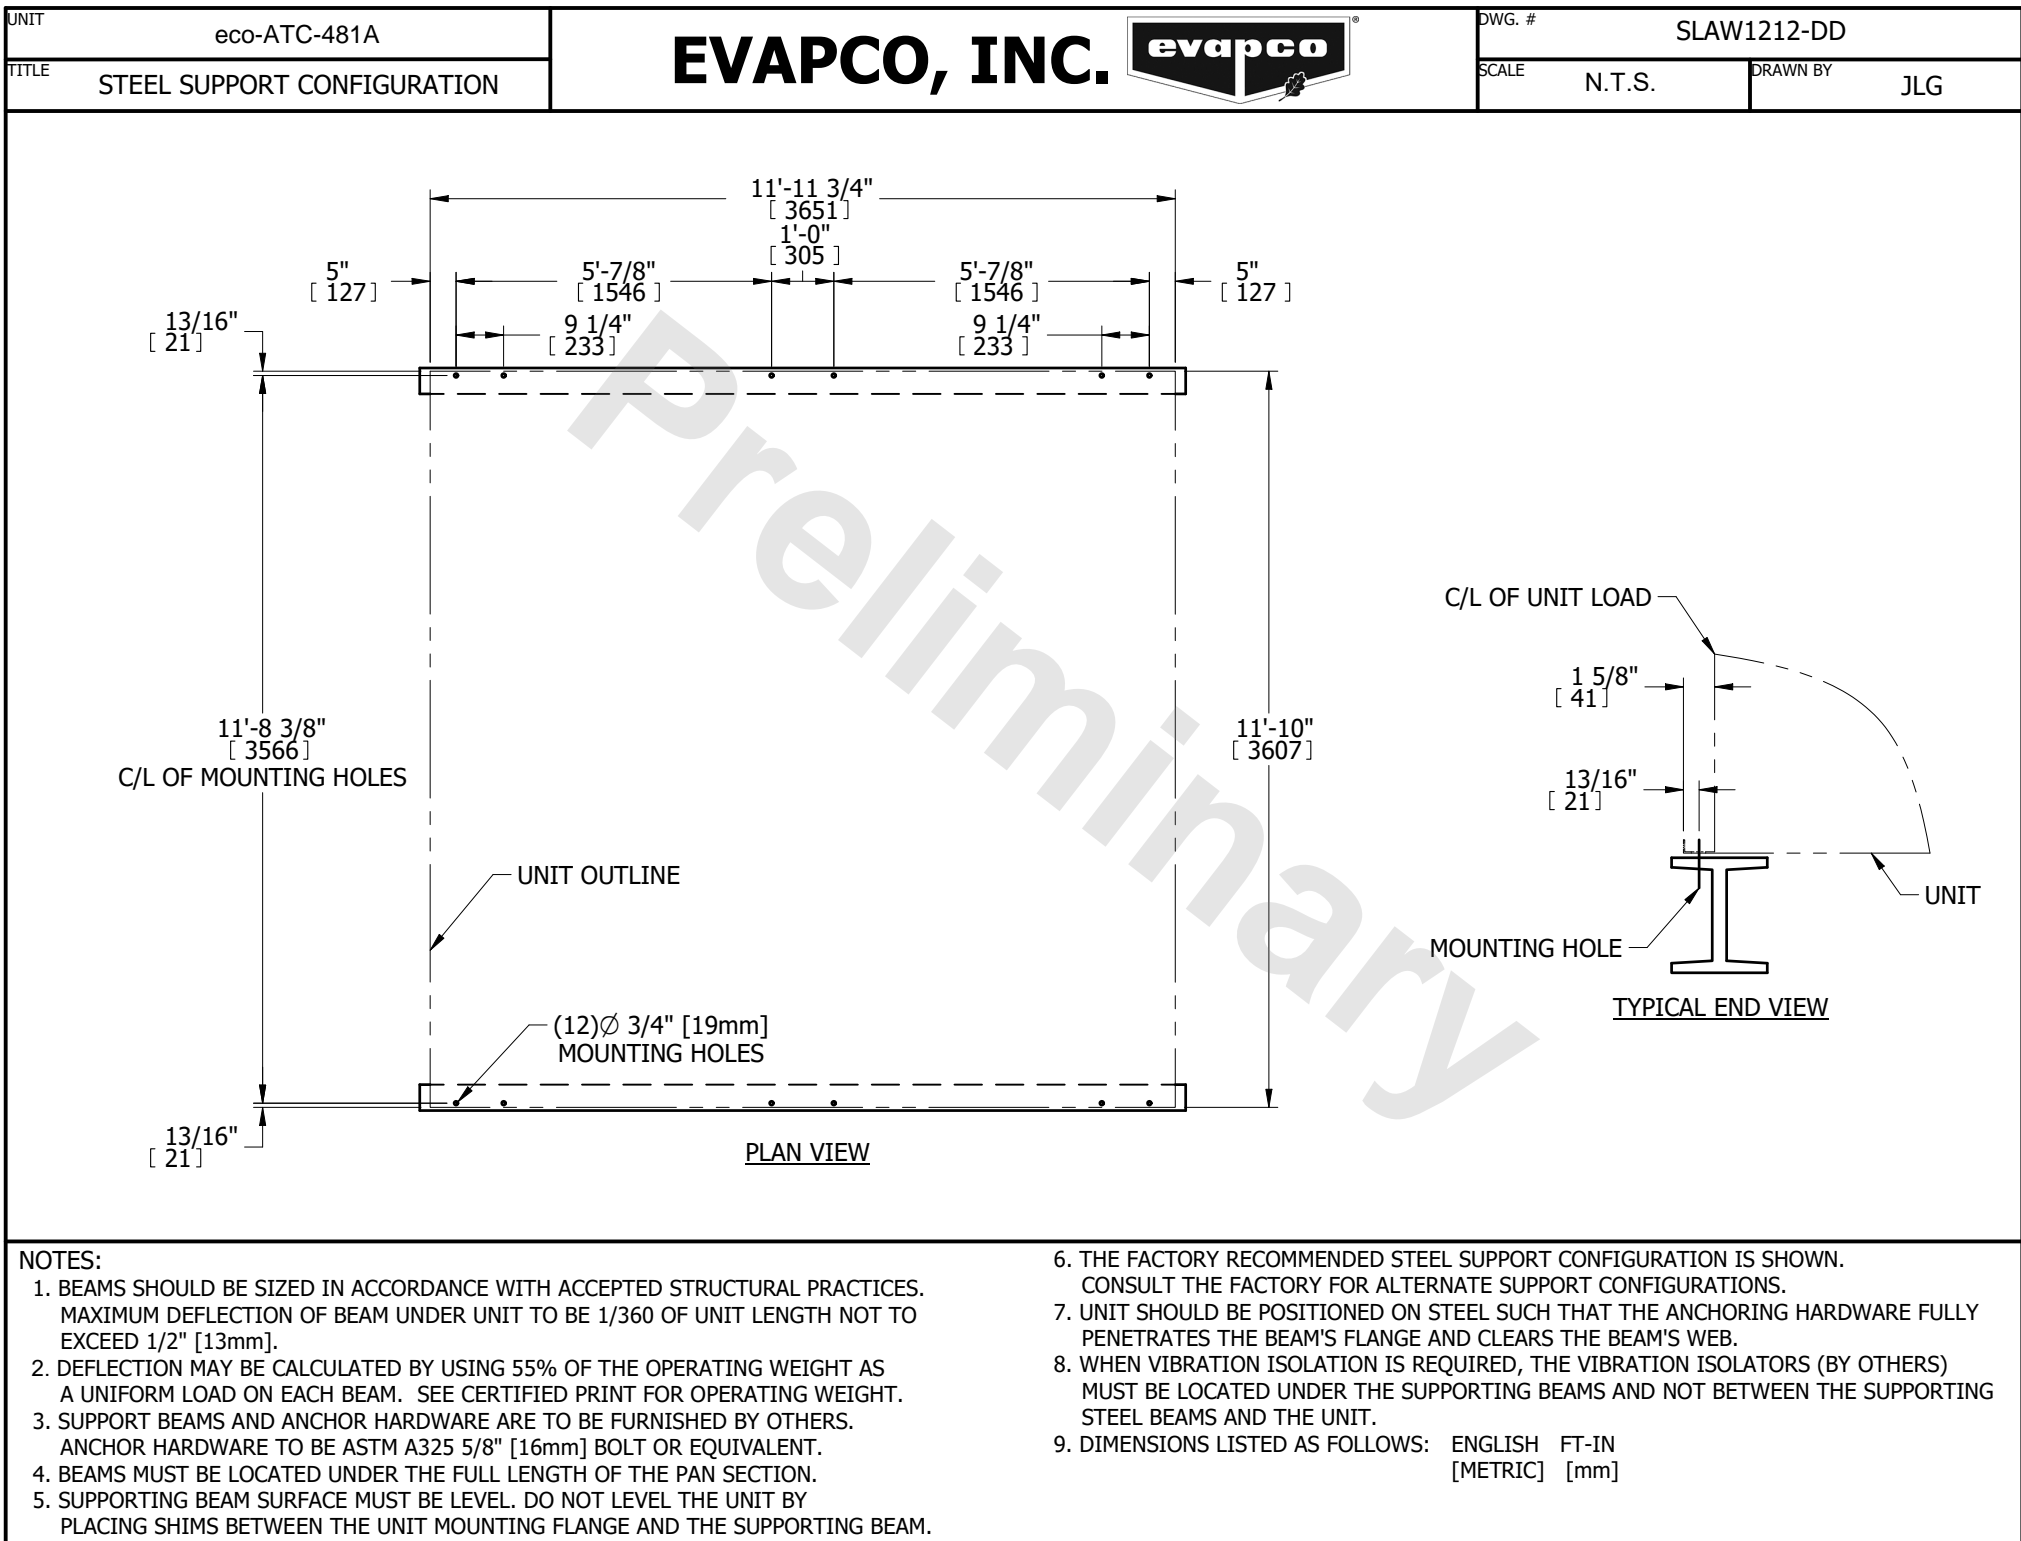 UNIT
eco-ATC-481A
TITLE
STEEL SUPPORT CONFIGURATION
EVAPCO, INC.
evapco
®
DWG. #
SLAW1212-DD
SCALE
N.T.S.
DRAWN BY
JLG
11'-11 3/4"
[ 3651]
1'-0"
[ 305 ]
5"
[ 127]
5'-7/8"
[ 1546 ]
5'-7/8"
[ 1546 ]
5"
[ 127 ]
13/16"
[ 21]
9 1/4"
[ 233]
9 1/4"
[ 233 ]
Preliminary
C/L OF UNIT LOAD
1 5/8"
[ 41]
11'-8 3/8"
[ 3566]
C/L OF MOUNTING HOLES
11'-10"
[ 3607]
13/16"
[ 21]
UNIT OUTLINE
UNIT
MOUNTING HOLE
TYPICAL END VIEW
(12)∅ 3/4" [19mm]
MOUNTING HOLES
13/16"
[ 21]
PLAN VIEW
NOTES:
1. BEAMS SHOULD BE SIZED IN ACCORDANCE WITH ACCEPTED STRUCTURAL PRACTICES.
MAXIMUM DEFLECTION OF BEAM UNDER UNIT TO BE 1/360 OF UNIT LENGTH NOT TO
EXCEED 1/2" [13mm].
2. DEFLECTION MAY BE CALCULATED BY USING 55% OF THE OPERATING WEIGHT AS
A UNIFORM LOAD ON EACH BEAM. SEE CERTIFIED PRINT FOR OPERATING WEIGHT.
3. SUPPORT BEAMS AND ANCHOR HARDWARE ARE TO BE FURNISHED BY OTHERS.
ANCHOR HARDWARE TO BE ASTM A325 5/8" [16mm] BOLT OR EQUIVALENT.
4. BEAMS MUST BE LOCATED UNDER THE FULL LENGTH OF THE PAN SECTION.
5. SUPPORTING BEAM SURFACE MUST BE LEVEL. DO NOT LEVEL THE UNIT BY
PLACING SHIMS BETWEEN THE UNIT MOUNTING FLANGE AND THE SUPPORTING BEAM.
6. THE FACTORY RECOMMENDED STEEL SUPPORT CONFIGURATION IS SHOWN.
CONSULT THE FACTORY FOR ALTERNATE SUPPORT CONFIGURATIONS.
7. UNIT SHOULD BE POSITIONED ON STEEL SUCH THAT THE ANCHORING HARDWARE FULLY
PENETRATES THE BEAM'S FLANGE AND CLEARS THE BEAM'S WEB.
8. WHEN VIBRATION ISOLATION IS REQUIRED, THE VIBRATION ISOLATORS (BY OTHERS)
MUST BE LOCATED UNDER THE SUPPORTING BEAMS AND NOT BETWEEN THE SUPPORTING
STEEL BEAMS AND THE UNIT.
9. DIMENSIONS LISTED AS FOLLOWS: ENGLISH FT-IN
[METRIC] [mm]